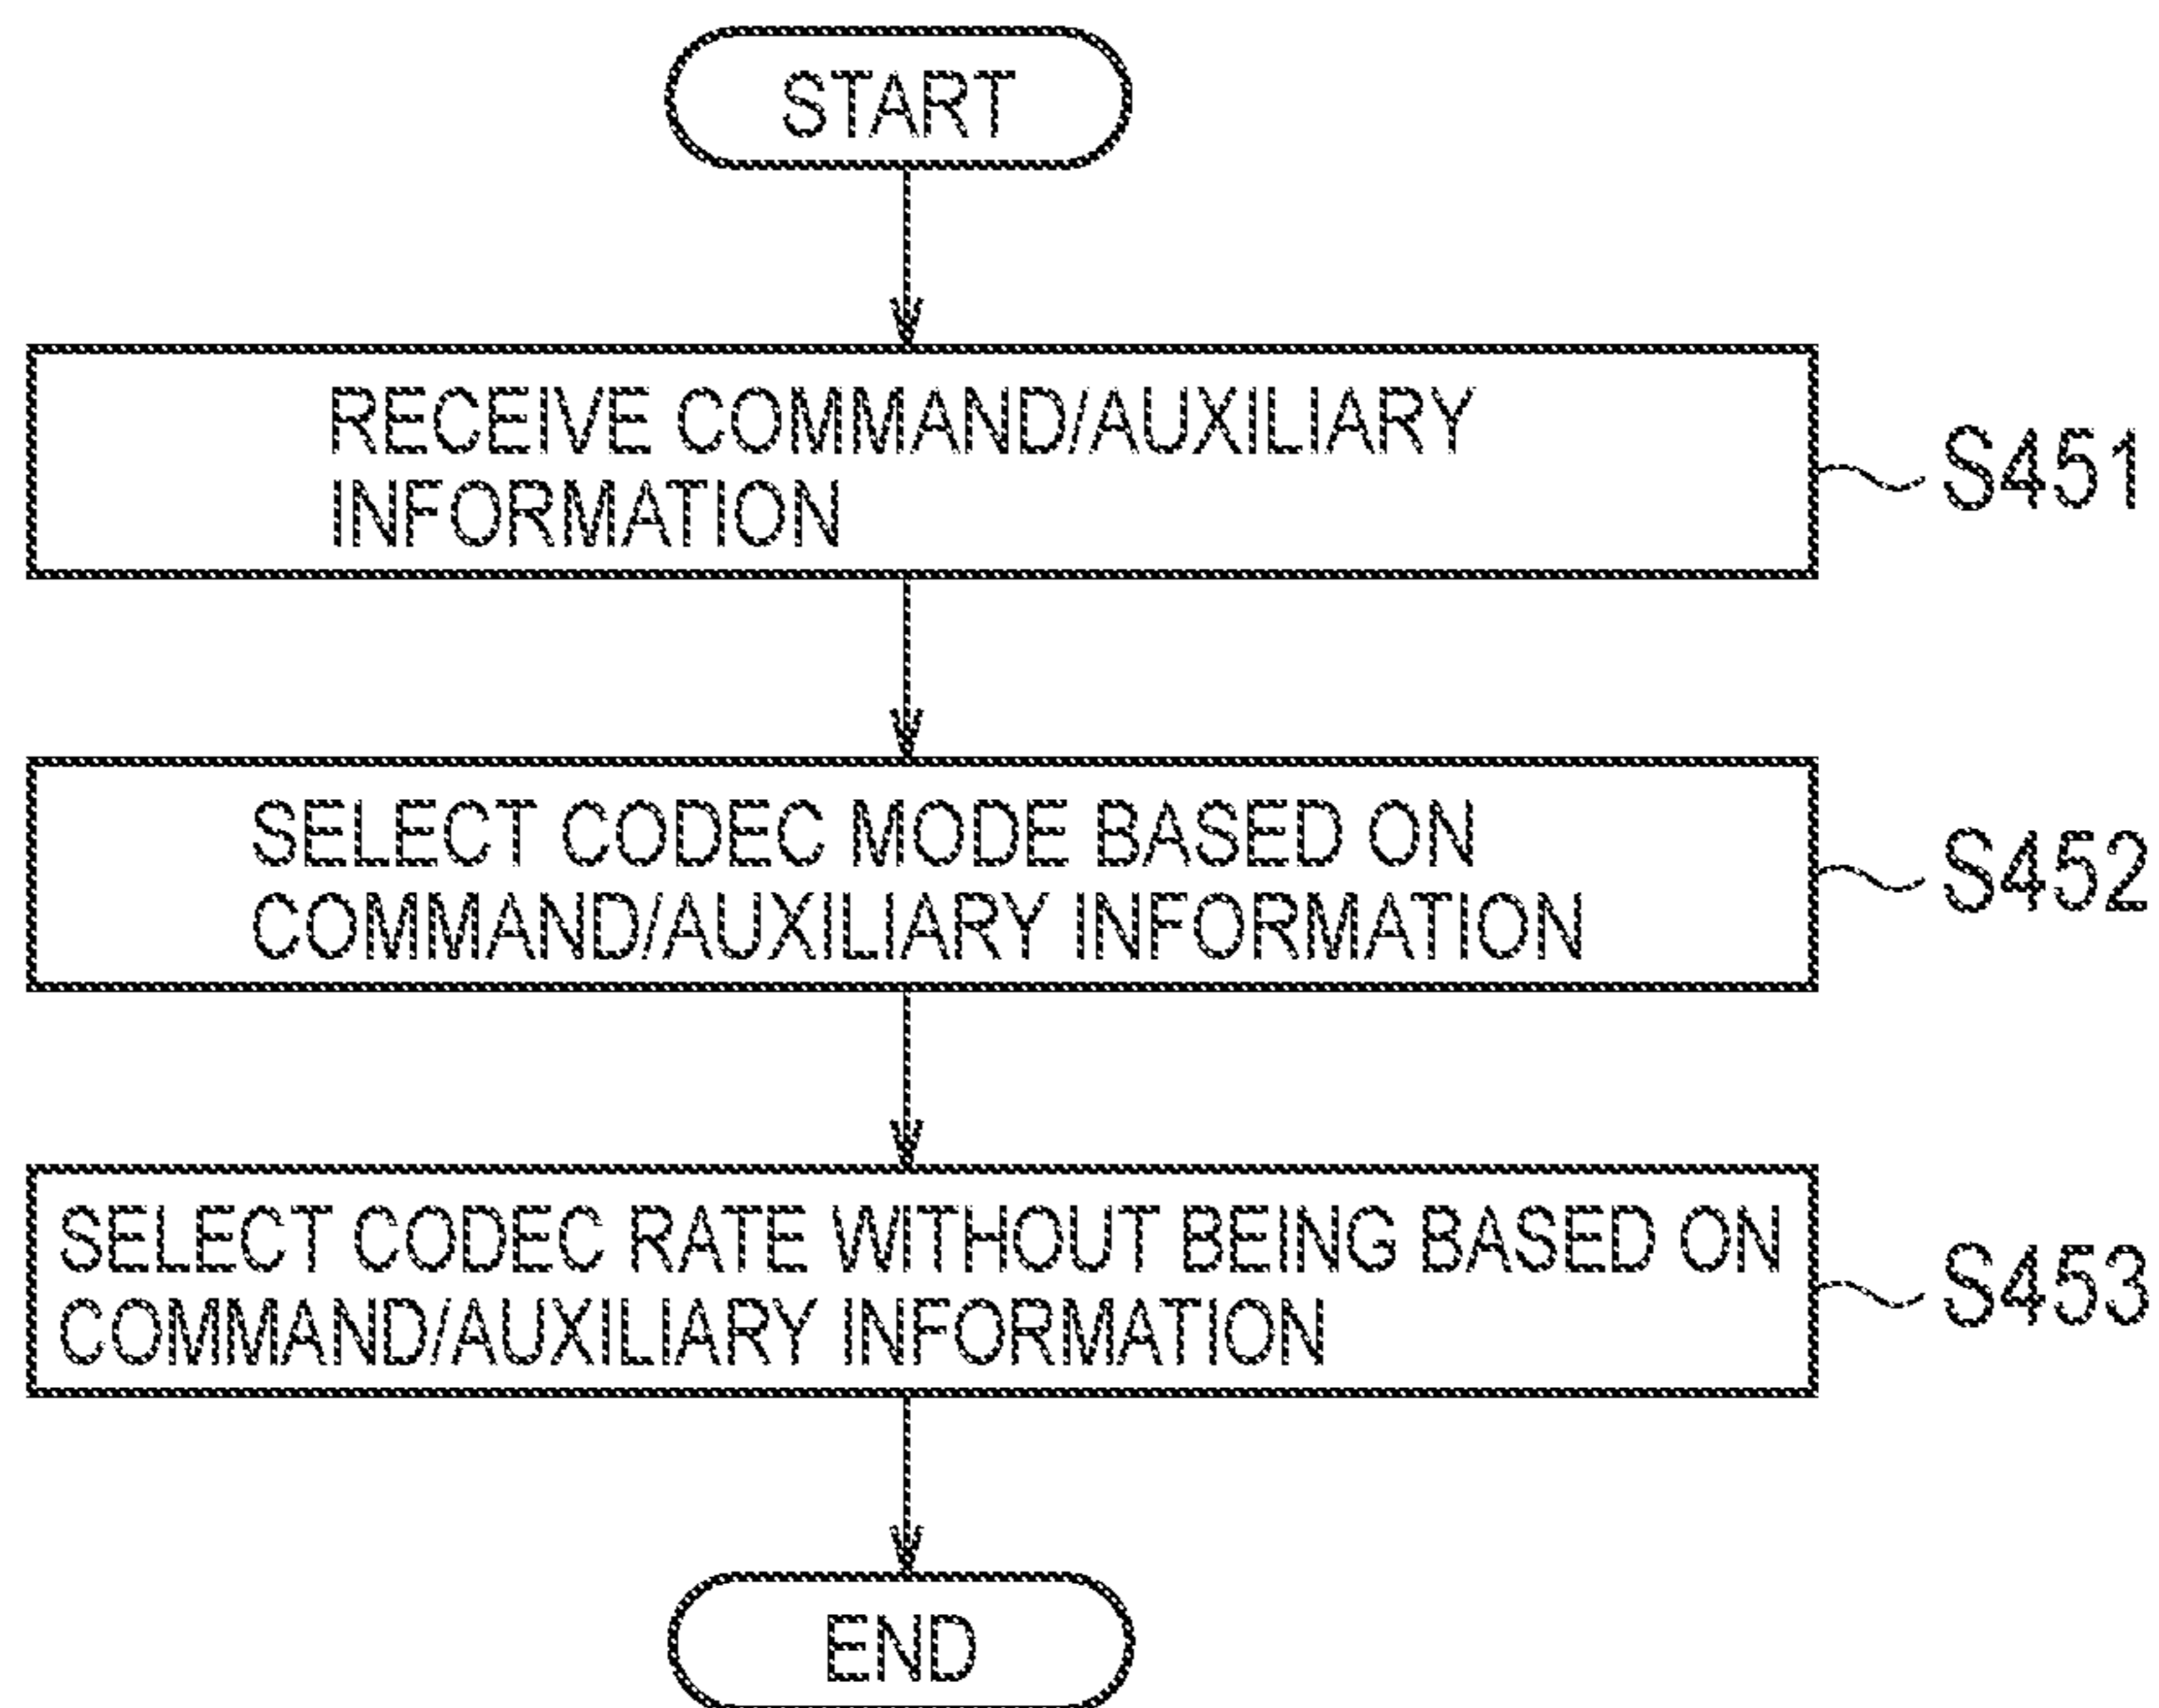 START
RECEIVE COMMAND/AUXILIARY
INFORMATION
S451
SELECT CODEC MODE BASED ON
COMMAND/AUXILIARY INFORMATION
S452
SELECT CODEC RATE WITHOUT BEING BASED ON
COMMAND/AUXILIARY INFORMATION
S453
END